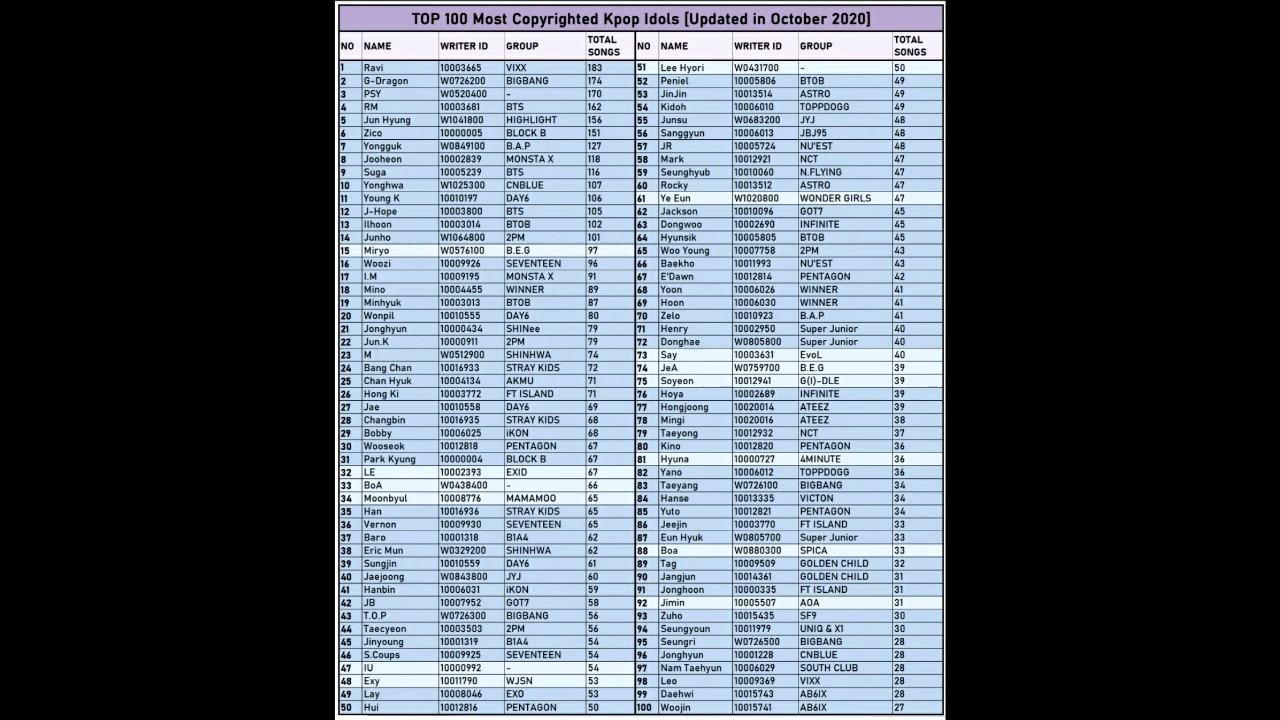 TOP 100 Most Copyrighted Kpop Idols [Updated in October 2020]
NO NAME WRITER ID GROUP TOTAL SONGS
1 Ravi 10003665 VIXX 183
2 G-Dragon W0726200 BIGBANG 174
3 PSY W0520400 - 170
4 RM 10003681 BTS 162
5 Jun Hyung W1041800 HIGHLIGHT 156
6 Zico 10000005 BLOCK B 151
7 Yongguk W0849100 B.A.P 127
8 Jooheon 10002839 MONSTA X 118
9 Suga 10005239 BTS 116
10 Yonghwa W1025300 CNBLUE 107
11 Young K 10010197 DAY6 106
12 J-Hope 10003800 BTS 105
13 Ilhoon 10003014 BTOB 102
14 Junho W1064800 2PM 101
15 Miryo W0576100 B.E.G 97
16 Woozi 10009926 SEVENTEEN 96
17 I.M 10009195 MONSTA X 91
18 Mino 10004455 WINNER 89
19 Minhyuk 10003013 BTOB 87
20 Wonpil 10010555 DAY6 80
21 Jonghyun 10000434 SHINee 79
22 Jun.K 10000911 2PM 79
23 M W0512900 SHINHWA 74
24 Bang Chan 10016933 STRAY KIDS 72
25 Chan Hyuk 10004134 AKMU 71
26 Hong Ki 10003772 FT ISLAND 71
27 Jae 10010558 DAY6 69
28 Changbin 10016935 STRAY KIDS 68
29 Bobby 10006025 iKON 68
30 Wooseok 10012818 PENTAGON 67
31 Park Kyung 10000004 BLOCK B 67
32 LE 10002393 EXID 67
33 BoA W0438400 - 66
34 Moonbyul 10008776 MAMAMOO 65
35 Han 10016936 STRAY KIDS 65
36 Vernon 10009930 SEVENTEEN 65
37 Baro 10001318 B1A4 62
38 Eric Mun W0329200 SHINHWA 62
39 Sungjin 10010559 DAY6 61
40 Jaejoong W0843800 JYJ 60
41 Hanbin 10006031 iKON 59
42 JB 10007952 GOT7 58
43 T.O.P W0726300 BIGBANG 56
44 Taecyeon 10003503 2PM 56
45 Jinyoung 10001319 B1A4 54
46 S.Coups 10009925 SEVENTEEN 54
47 IU 10000992 - 54
48 Exy 10011790 WJSN 53
49 Lay 10008046 EXO 53
50 Hui 10012816 PENTAGON 50
NO NAME WRITER ID GROUP TOTAL SONGS
51 Lee Hyori W0431700 - 50
52 Peniel 10005806 BTOB 49
53 JinJin 10013514 ASTRO 49
54 Kidoh 10006010 TOPPDOGG 49
55 Junsu W0683200 JYJ 48
56 Sanggyun 10006013 JBJ95 48
57 JR 10005724 NU'EST 48
58 Mark 10012921 NCT 47
59 Seunghyub 10010060 N.FLYING 47
60 Rocky 10013512 ASTRO 47
61 Ye Eun W1020800 WONDER GIRLS 47
62 Jackson 10010096 GOT7 45
63 Dongwoo 10002690 INFINITE 45
64 Hyunsik 10005805 BTOB 45
65 Woo Young 10007758 2PM 43
66 Baekho 10011993 NU'EST 43
67 E'Dawn 10012814 PENTAGON 42
68 Yoon 10006026 WINNER 41
69 Hoon 10006030 WINNER 41
70 Zelo 10010923 B.A.P 41
71 Henry 10002950 Super Junior 40
72 Donghae W0805800 Super Junior 40
73 Say 10003631 EvoL 40
74 JeA W0759700 B.E.G 39
75 Soyeon 10012941 G(I)-DLE 39
76 Hoya 10002689 INFINITE 39
77 Hongjoong 10020014 ATEEZ 39
78 Mingi 10020016 ATEEZ 38
79 Taeyong 10012932 NCT 37
80 Kino 10012820 PENTAGON 36
81 Hyuna 10000727 4MINUTE 36
82 Yano 10006012 TOPPDOGG 36
83 Taeyang W0726100 BIGBANG 34
84 Hanse 10013335 VICTON 34
85 Yuto 10012821 PENTAGON 34
86 Jeejin 10003770 FT ISLAND 33
87 Eun Hyuk W0805700 Super Junior 33
88 Boa W0880300 SPICA 33
89 Tag 10009509 GOLDEN CHILD 32
90 Jangjun 10014361 GOLDEN CHILD 31
91 Jonghoon 10000335 FT ISLAND 31
92 Jimin 10005507 AOA 31
93 Zuho 10015435 SF9 30
94 Seungyoun 10011979 UNIQ & X1 30
95 Seungri W0726500 BIGBANG 28
96 Jonghyun 10001228 CNBLUE 28
97 Nam Taehyun 10006029 SOUTH CLUB 28
98 Leo 10009369 VIXX 28
99 Daehwi 10015743 AB6IX 28
100 Woojin 10015741 AB6IX 27